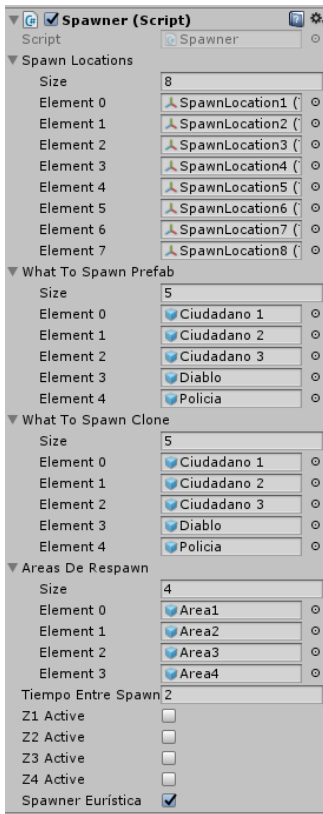 Spawner (Script)
Script Spawner
Spawn Locations
Size 8
Element 0 SpawnLocation1 (
Element 1 SpawnLocation2 (
Element 2 SpawnLocation3 (
Element 3 SpawnLocation4 (
Element 4 SpawnLocation5 (
Element 5 SpawnLocation6 (
Element 6 SpawnLocation7 (
Element 7 SpawnLocation8 (
What To Spawn Prefab
Size 5
Element 0 Ciudadano 1
Element 1 Ciudadano 2
Element 2 Ciudadano 3
Element 3 Diablo
Element 4 Policia
What To Spawn Clone
Size 5
Element 0 Ciudadano 1
Element 1 Ciudadano 2
Element 2 Ciudadano 3
Element 3 Diablo
Element 4 Policia
Areas De Respawn
Size 4
Element 0 Area1
Element 1 Area2
Element 2 Area3
Element 3 Area4
Tiempo Entre Spawn 2
Z1 Active
Z2 Active
Z3 Active
Z4 Active
Spawner Eurística